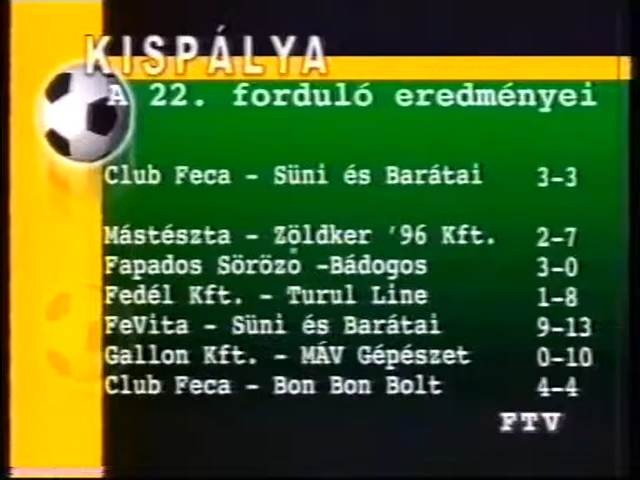 KISPÁLYA
A 22. forduló eredményei
Club Feca - Süni és Barátai 3-3
Mástészta - Zöldker '96 Kft. 2-7
Fapados Söröző -Bádogos 3-0
Fedél Kft. - Turul Line 1-8
FeVita - Süni és Barátai 9-13
Gallon Kft. - MÁV Gépészet 0-10
Club Feca - Bon Bon Bolt 4-4
FTV